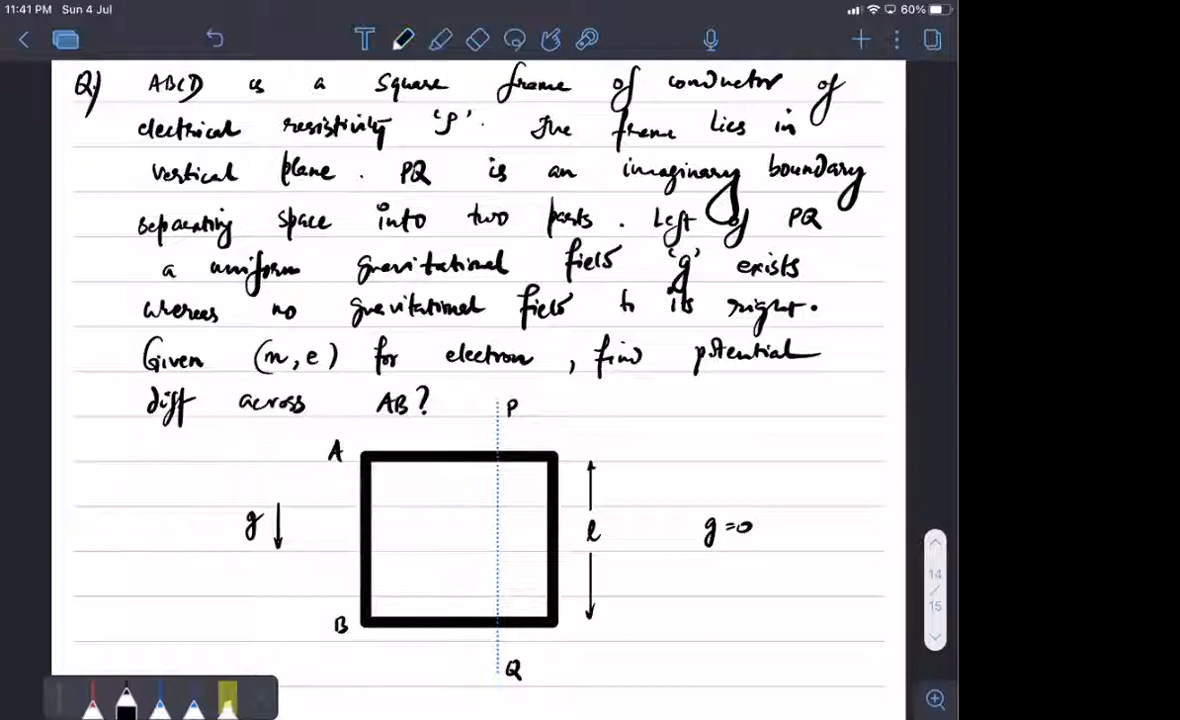 11:41 PM Sun 4 Jul 60%
T
Q) ABCD is a square frame of conductor of
electrical resistivity 'ρ'. The frame lies in
vertical plane. PQ is an imaginary boundary
separating space into two parts. Left of PQ
a uniform gravitational field 'g' exists
whereas no gravitational field to its right.
Given (m, e) for electron, find potential
diff across AB?
P
A
g
l
g=0
B
Q
14
/
15